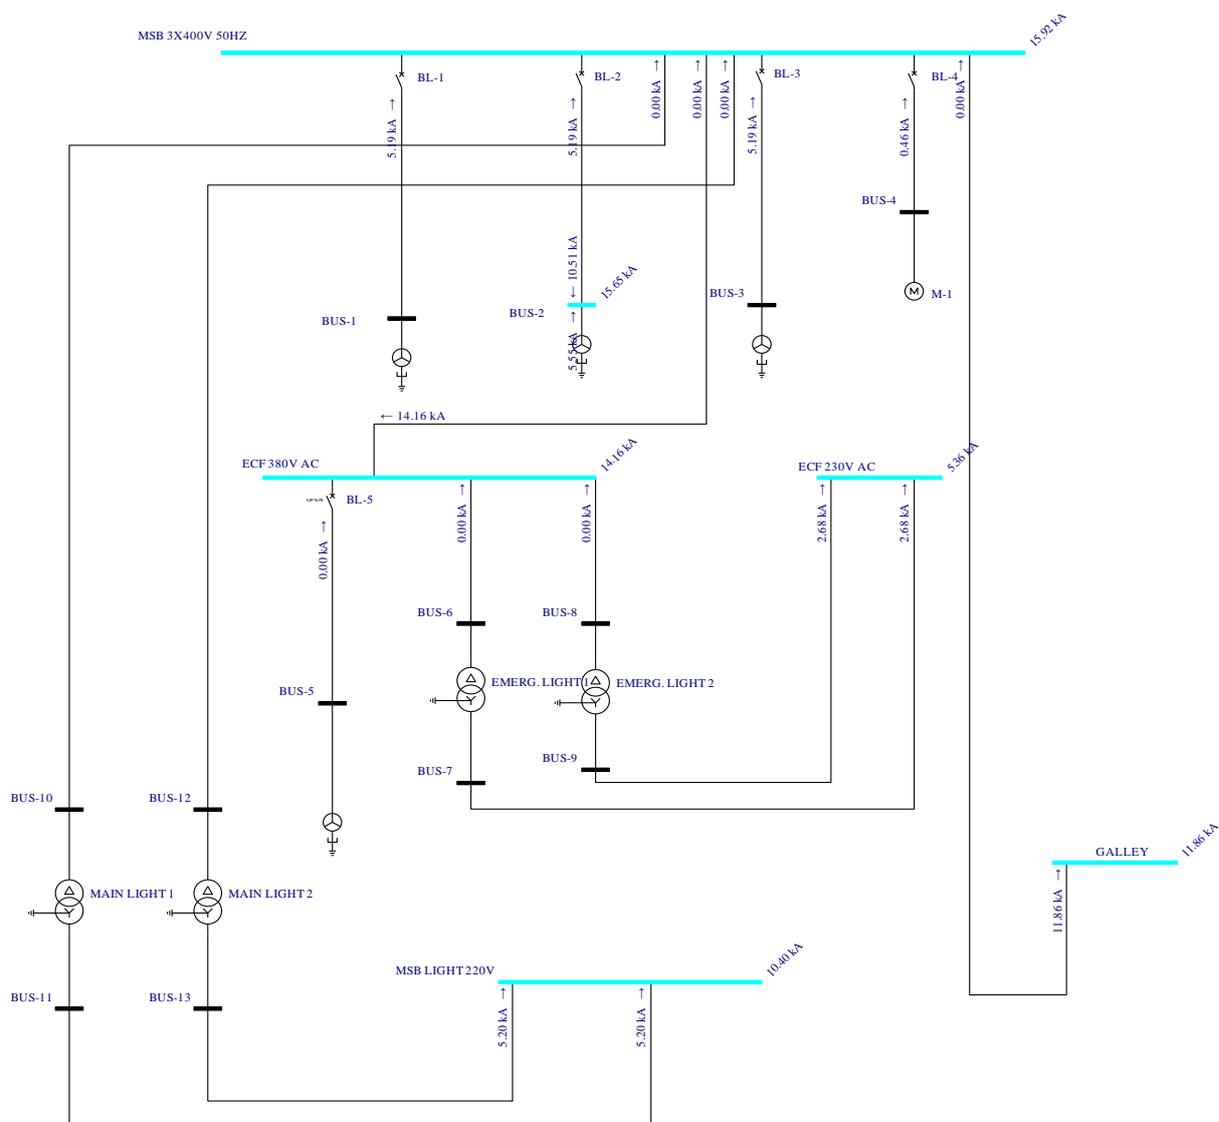 15.92 kA
MSB 3X400V 50HZ
BL-1
BL-2
BL-3
BL-4
0.00 kA →
0.00 kA →
0.00 kA →
0.00 kA →
5.19 kA →
5.19 kA →
5.19 kA →
0.46 kA →
BUS-4
← 10.51 kA
15.65 kA
M
M-1
BUS-3
BUS-2
BUS-1
5.55 kA →
← 14.16 kA
14.16 kA
5.36 kA
ECF 380V AC
ECF 230V AC
OPEN
BL-5
0.00 kA →
0.00 kA →
0.00 kA →
2.68 kA →
2.68 kA →
BUS-6
BUS-8
EMERG. LIGHT 1
EMERG. LIGHT 2
BUS-5
BUS-7
BUS-9
BUS-10
BUS-12
11.86 kA
GALLEY
MAIN LIGHT 1
MAIN LIGHT 2
11.86 kA →
10.40 kA
MSB LIGHT 220V
BUS-11
BUS-13
5.20 kA →
5.20 kA →